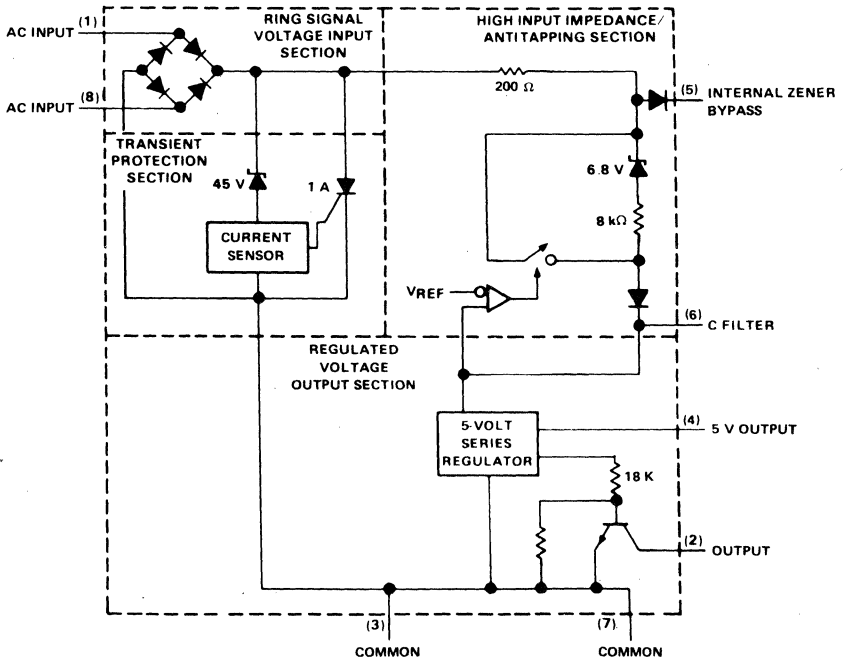 RING SIGNAL
VOLTAGE INPUT
SECTION
HIGH INPUT IMPEDANCE/
ANTITAPPING SECTION
AC INPUT (1)
200 Ω
(5) INTERNAL ZENER
BYPASS
AC INPUT (8)
TRANSIENT
PROTECTION
SECTION
45 V
1 A
6.8 V
8 kΩ
CURRENT
SENSOR
VREF
(6) C FILTER
REGULATED
VOLTAGE
OUTPUT SECTION
5-VOLT
SERIES
REGULATOR
(4) 5 V OUTPUT
18 K
(2) OUTPUT
(3)
COMMON
(7)
COMMON